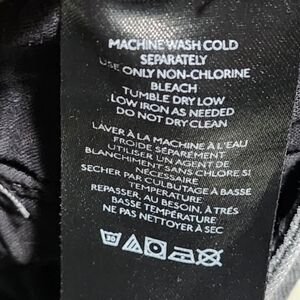 MACHINE WASH COLD
SEPARATELY
USE ONLY NON-CHLORINE
BLEACH
TUMBLE DRY LOW
LOW IRON AS NEEDED
DO NOT DRY CLEAN
LAVER À LA MACHINE À L'EAU
FROIDE SÉPARÉMENT
UTILISER UN AGENT DE
BLANCHIMENT SANS CHLORE SI
NÉCESSAIRE
SECHER PAR CULBUTAGE À BASSE
TEMPÉRATURE
REPASSER, AU BESOIN, À TRÈS
BASSE TEMPÉRATURE
NE PAS NETTOYER À SEC
30